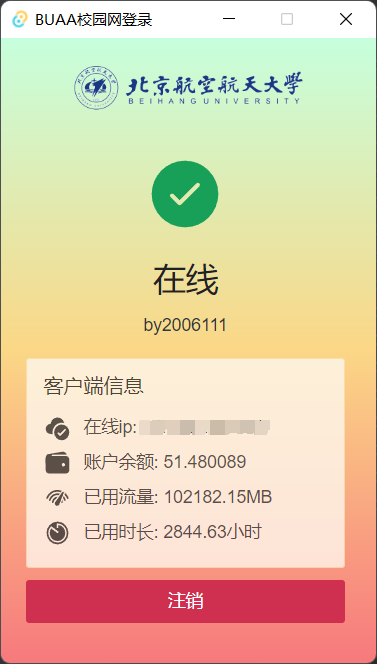 BUAA校园网登录
北京航空航天大学
BEIHANG UNIVERSITY
在线
by2006111
客户端信息
在线ip:
账户余额: 51.480089
已用流量: 102182.15MB
已用时长: 2844.63小时
注销